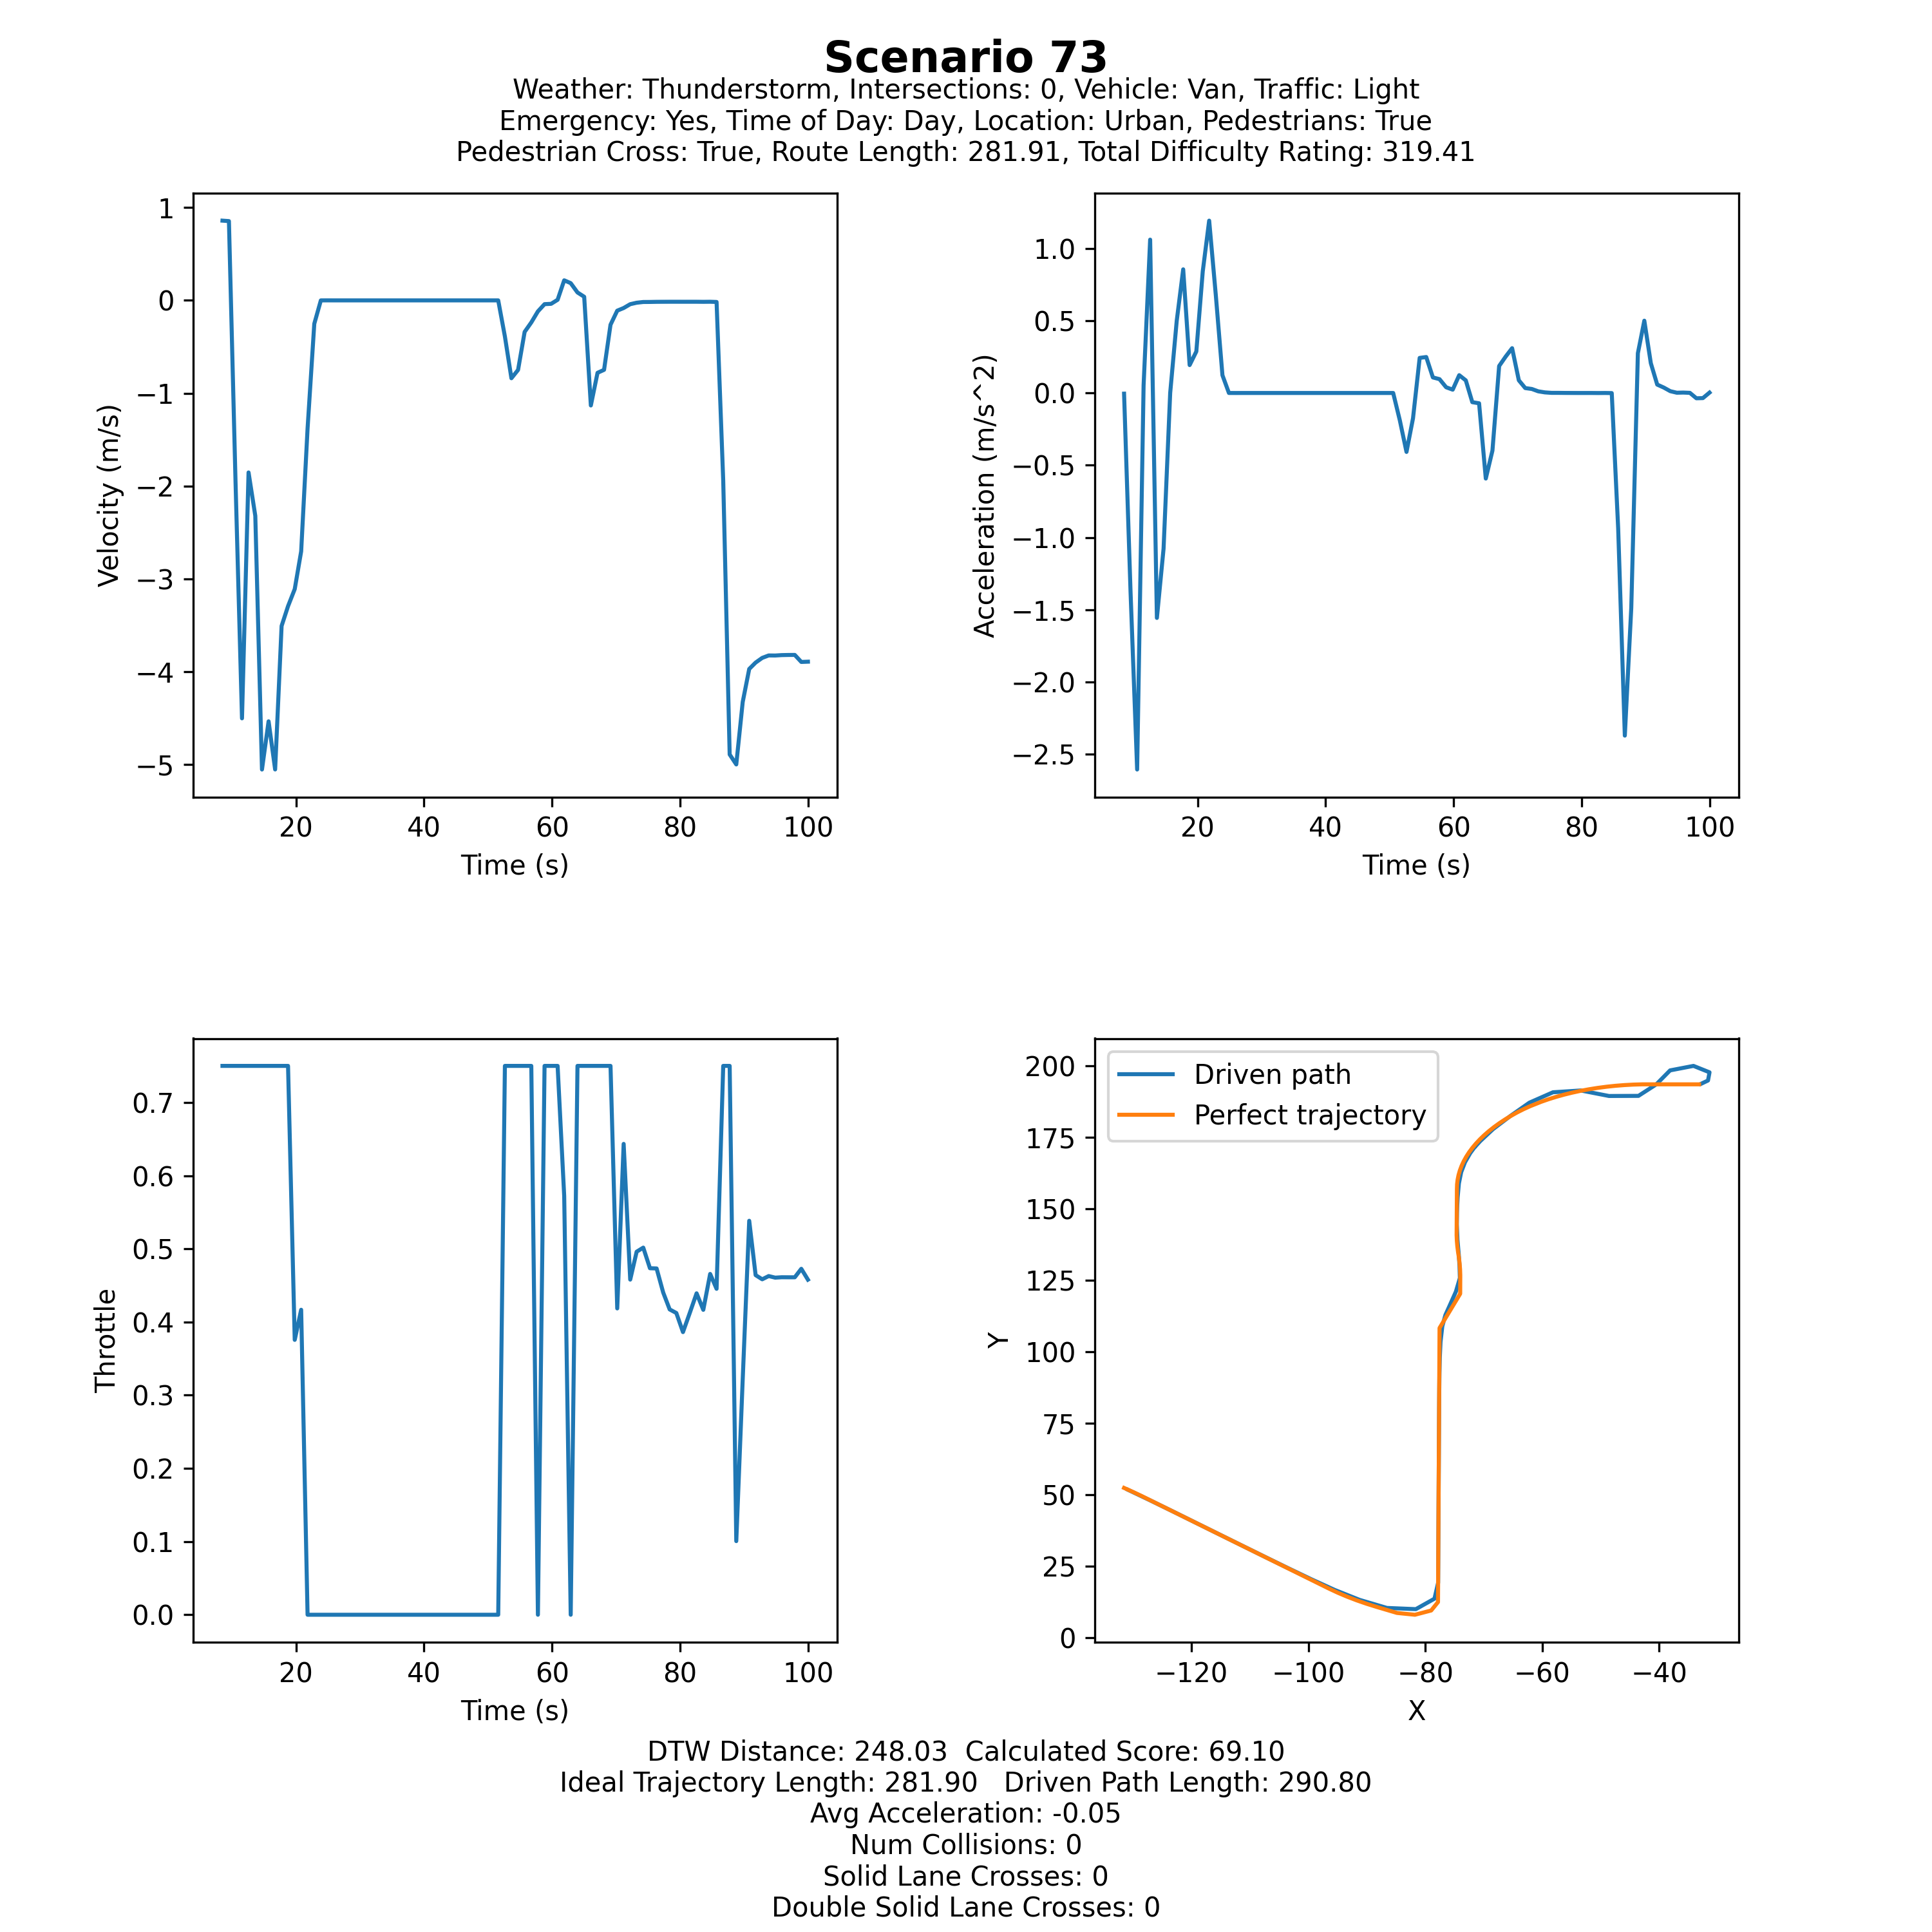 Scenario 73
Weather: Thunderstorm, Intersections: 0, Vehicle: Van, Traffic: Light
Emergency: Yes, Time of Day: Day, Location: Urban, Pedestrians: True
Pedestrian Cross: True, Route Length: 281.91, Total Difficulty Rating: 319.41
1
0
−1
−2
−3
−4
−5
Velocity (m/s)
20 40 60 80 100
Time (s)
1.0
0.5
0.0
−0.5
−1.0
−1.5
−2.0
−2.5
Acceleration (m/s^2)
20 40 60 80 100
Time (s)
0.7
0.6
0.5
0.4
0.3
0.2
0.1
0.0
Throttle
20 40 60 80 100
Time (s)
200
175
150
125
100
75
50
25
0
Y
Driven path
Perfect trajectory
−120 −100 −80 −60 −40
X
DTW Distance: 248.03 Calculated Score: 69.10
Ideal Trajectory Length: 281.90 Driven Path Length: 290.80
Avg Acceleration: -0.05
Num Collisions: 0
Solid Lane Crosses: 0
Double Solid Lane Crosses: 0